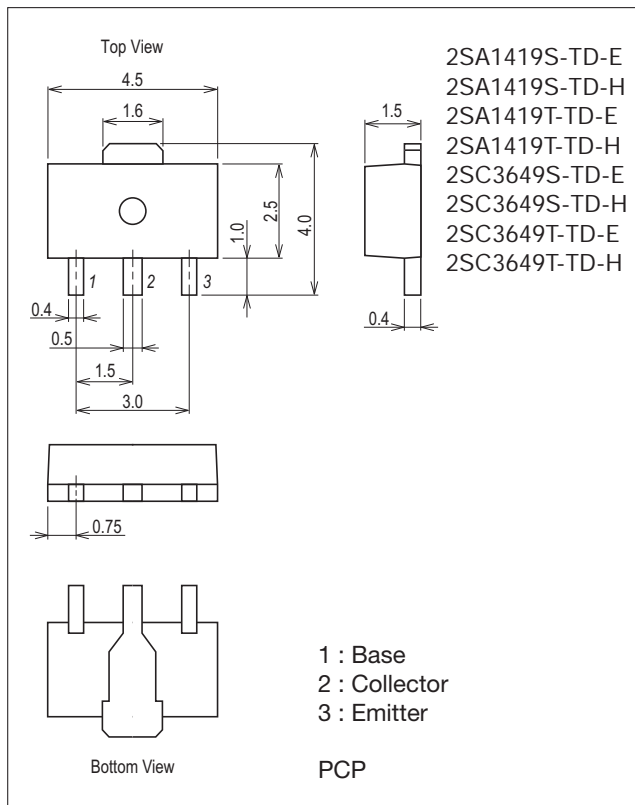 Top View
4.5
1.6
1.5
2.5
4.0
1.0
1
2
3
0.4
0.5
1.5
3.0
0.4
2SA1419S-TD-E
2SA1419S-TD-H
2SA1419T-TD-E
2SA1419T-TD-H
2SC3649S-TD-E
2SC3649S-TD-H
2SC3649T-TD-E
2SC3649T-TD-H
0.75
1 : Base
2 : Collector
3 : Emitter
Bottom View
PCP